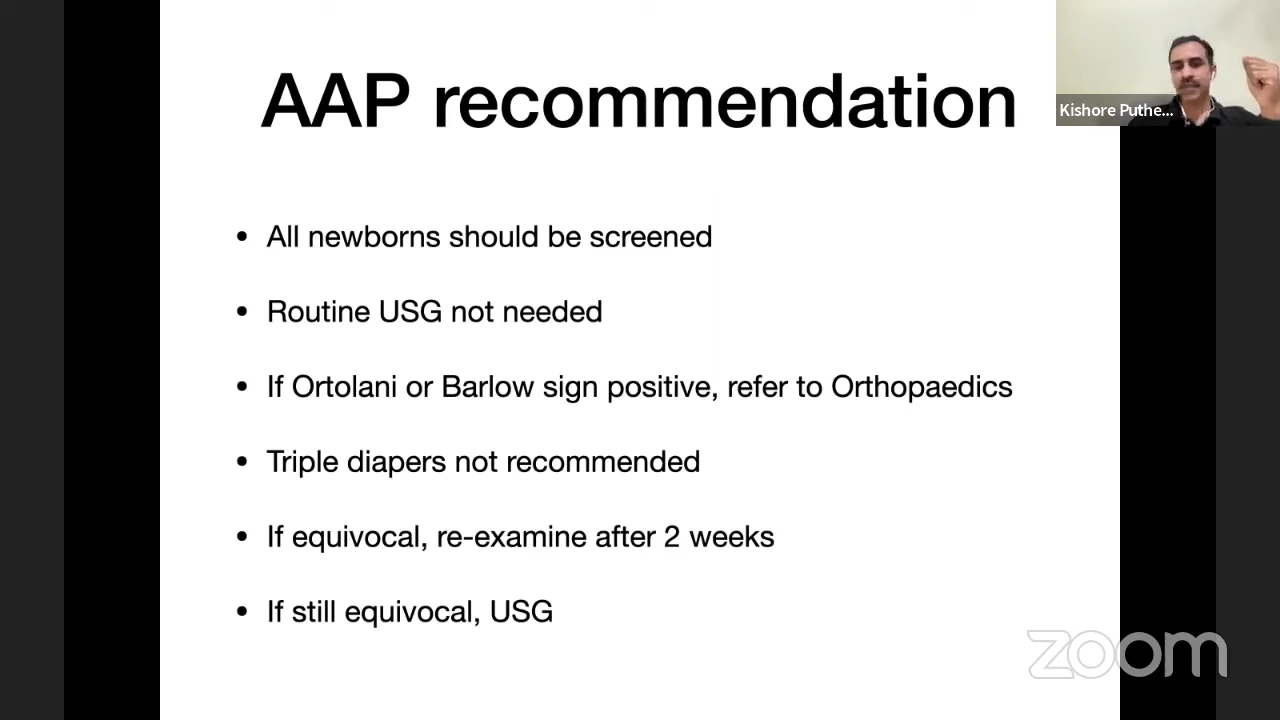 AAP recommendation
Kishore Puthe...
• All newborns should be screened
• Routine USG not needed
• If Ortolani or Barlow sign positive, refer to Orthopaedics
• Triple diapers not recommended
• If equivocal, re-examine after 2 weeks
• If still equivocal, USG
zoom